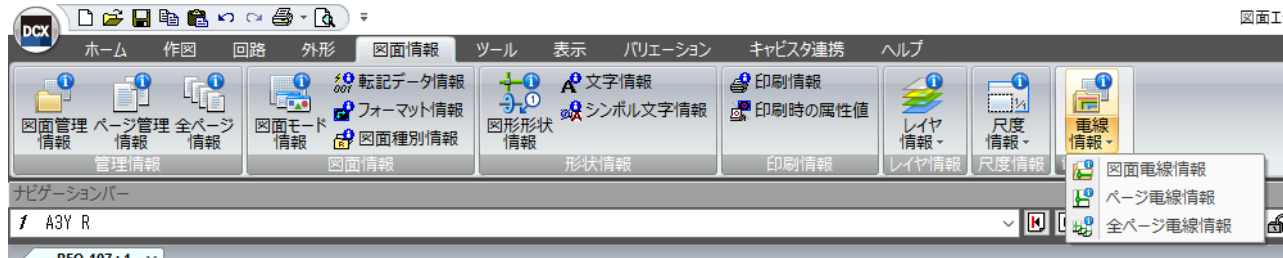 DCX
図面エ
ホーム 作図 回路 外形 図面情報 ツール 表示 バリエーション キャビスタ連携 ヘルプ
図面管理情報 ページ管理情報 全ページ情報
管理情報
図面モード情報
転記データ情報
フォーマット情報
図面種別情報
図面情報
図形形状情報
文字情報
シンボル文字情報
形状情報
印刷情報
印刷時の属性値
印刷情報
レイヤ情報
レイヤ情報
尺度情報
尺度情報
電線情報
図面電線情報
ページ電線情報
全ページ電線情報
ナビゲーションバー
1 A3Y R